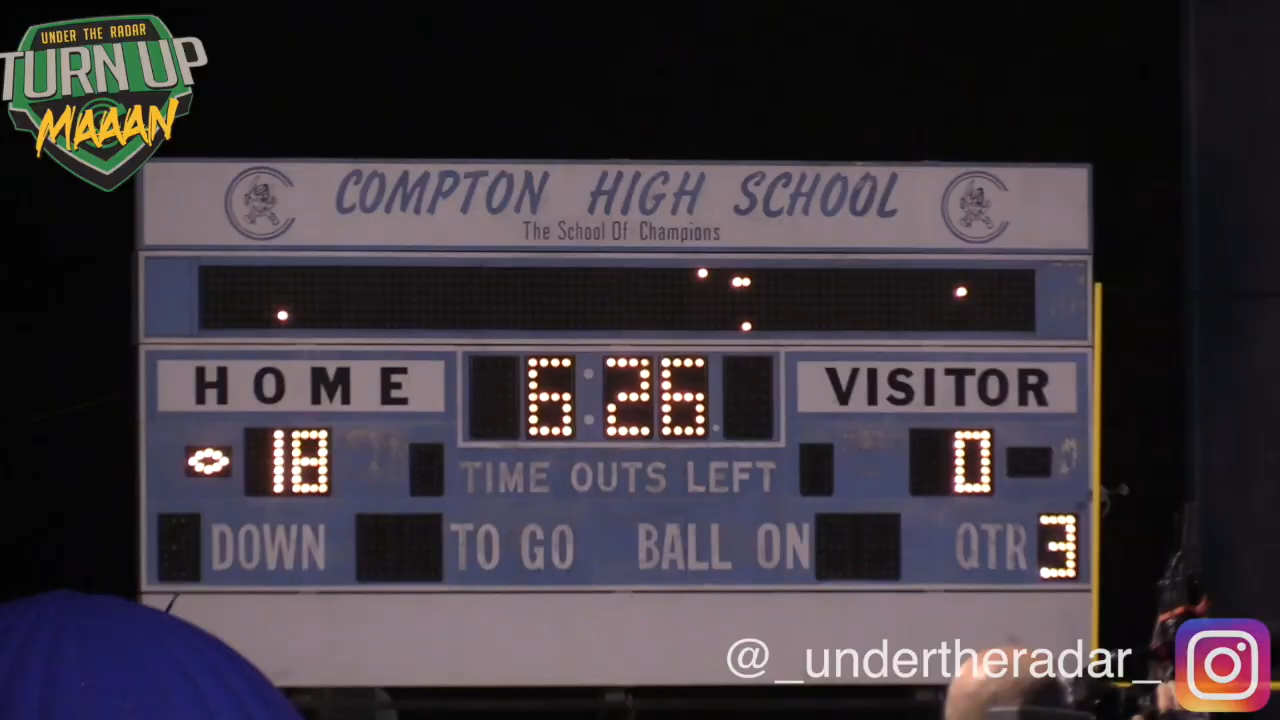 UNDER THE RADAR
TURN UP
MAAAN
COMPTON HIGH SCHOOL
The School Of Champions
HOME 6:26 VISITOR
18 TIME OUTS LEFT 0
DOWN TO GO BALL ON QTR 3
@_undertheradar_